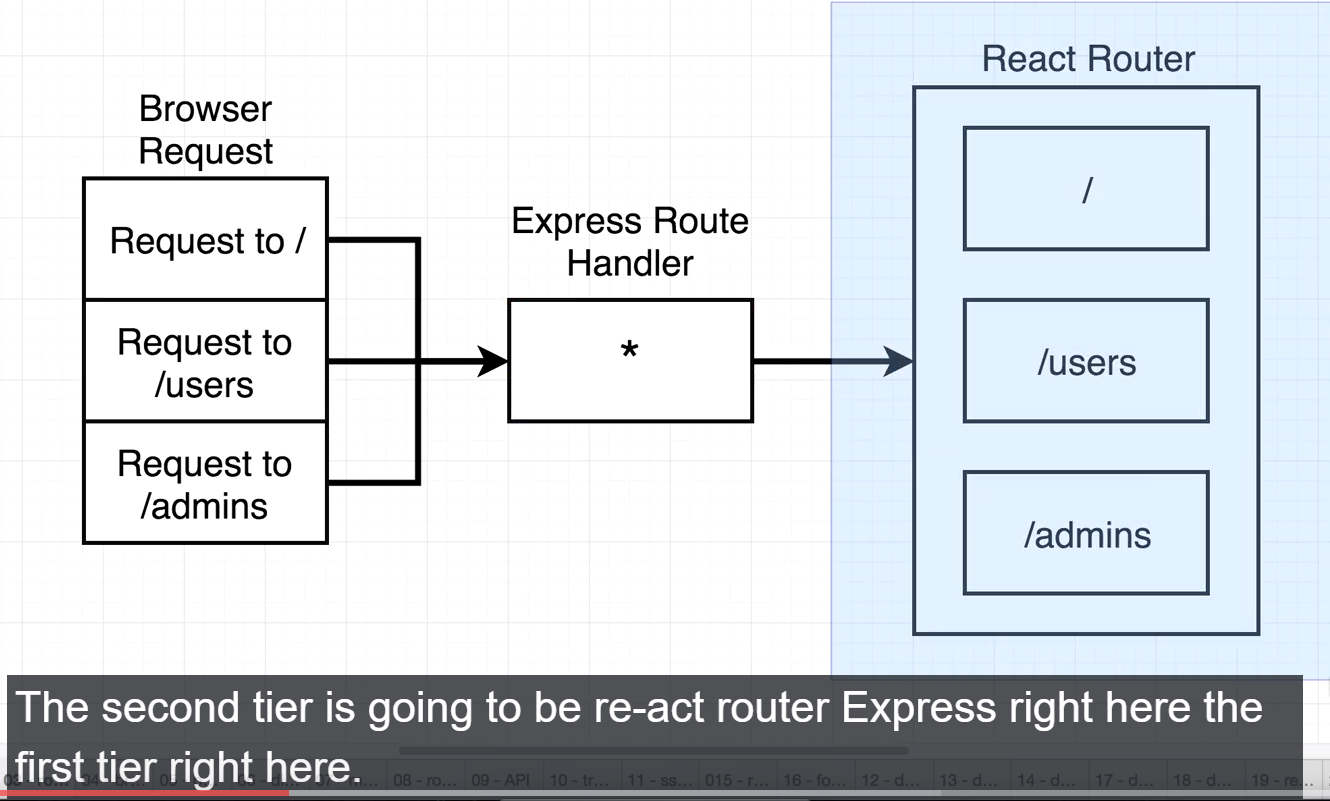 Browser
Request
Request to /
Request to
/users
Request to
/admins
Express Route
Handler
*
React Router
/
/users
/admins
The second tier is going to be re-act router Express right here the
first tier right here.
08 - ro...
09 - API
10 - tr...
11 - ss...
015 - r...
16 - fo...
12 - d...
13 - d...
14 - d...
17 - d...
18 - d...
19 - re...